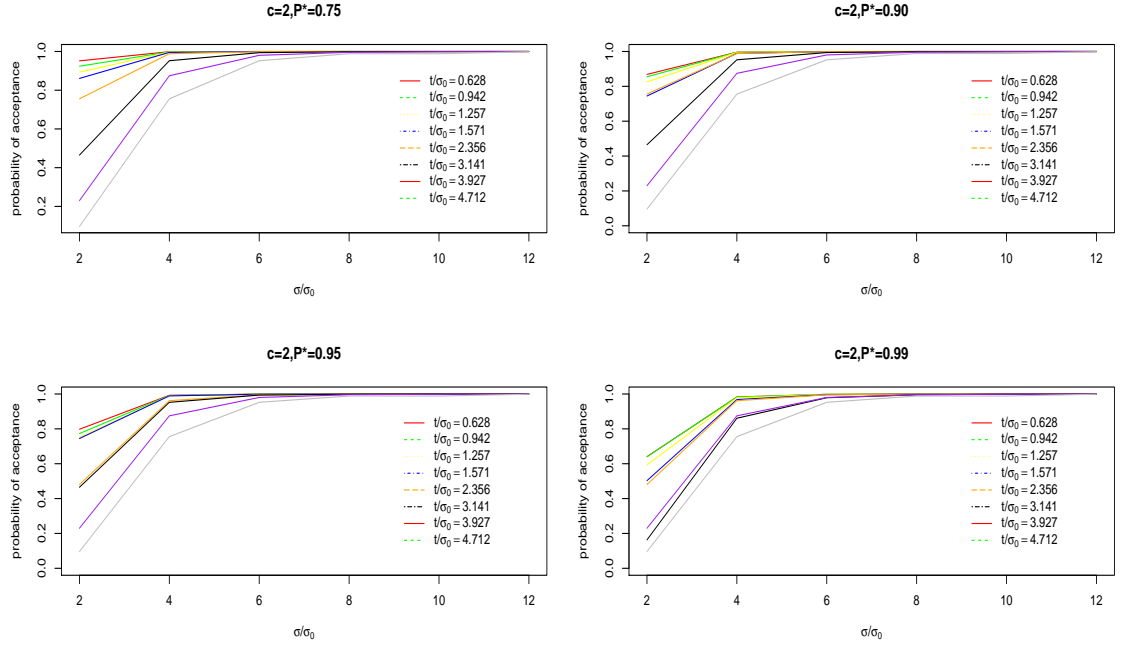 c=2,P*=0.75
probability of acceptance
1.0
0.8
0.6
0.4
0.2
t/σ₀ = 0.628
t/σ₀ = 0.942
t/σ₀ = 1.257
t/σ₀ = 1.571
t/σ₀ = 2.356
t/σ₀ = 3.141
t/σ₀ = 3.927
t/σ₀ = 4.712
2 4 6 8 10 12
σ/σ₀
c=2,P*=0.90
probability of acceptance
1.0
0.8
0.6
0.4
0.2
0.0
t/σ₀ = 0.628
t/σ₀ = 0.942
t/σ₀ = 1.257
t/σ₀ = 1.571
t/σ₀ = 2.356
t/σ₀ = 3.141
t/σ₀ = 3.927
t/σ₀ = 4.712
2 4 6 8 10 12
σ/σ₀
c=2,P*=0.95
probability of acceptance
1.0
0.8
0.6
0.4
0.2
0.0
t/σ₀ = 0.628
t/σ₀ = 0.942
t/σ₀ = 1.257
t/σ₀ = 1.571
t/σ₀ = 2.356
t/σ₀ = 3.141
t/σ₀ = 3.927
t/σ₀ = 4.712
2 4 6 8 10 12
σ/σ₀
c=2,P*=0.99
probability of acceptance
1.0
0.8
0.6
0.4
0.2
0.0
t/σ₀ = 0.628
t/σ₀ = 0.942
t/σ₀ = 1.257
t/σ₀ = 1.571
t/σ₀ = 2.356
t/σ₀ = 3.141
t/σ₀ = 3.927
t/σ₀ = 4.712
2 4 6 8 10 12
σ/σ₀